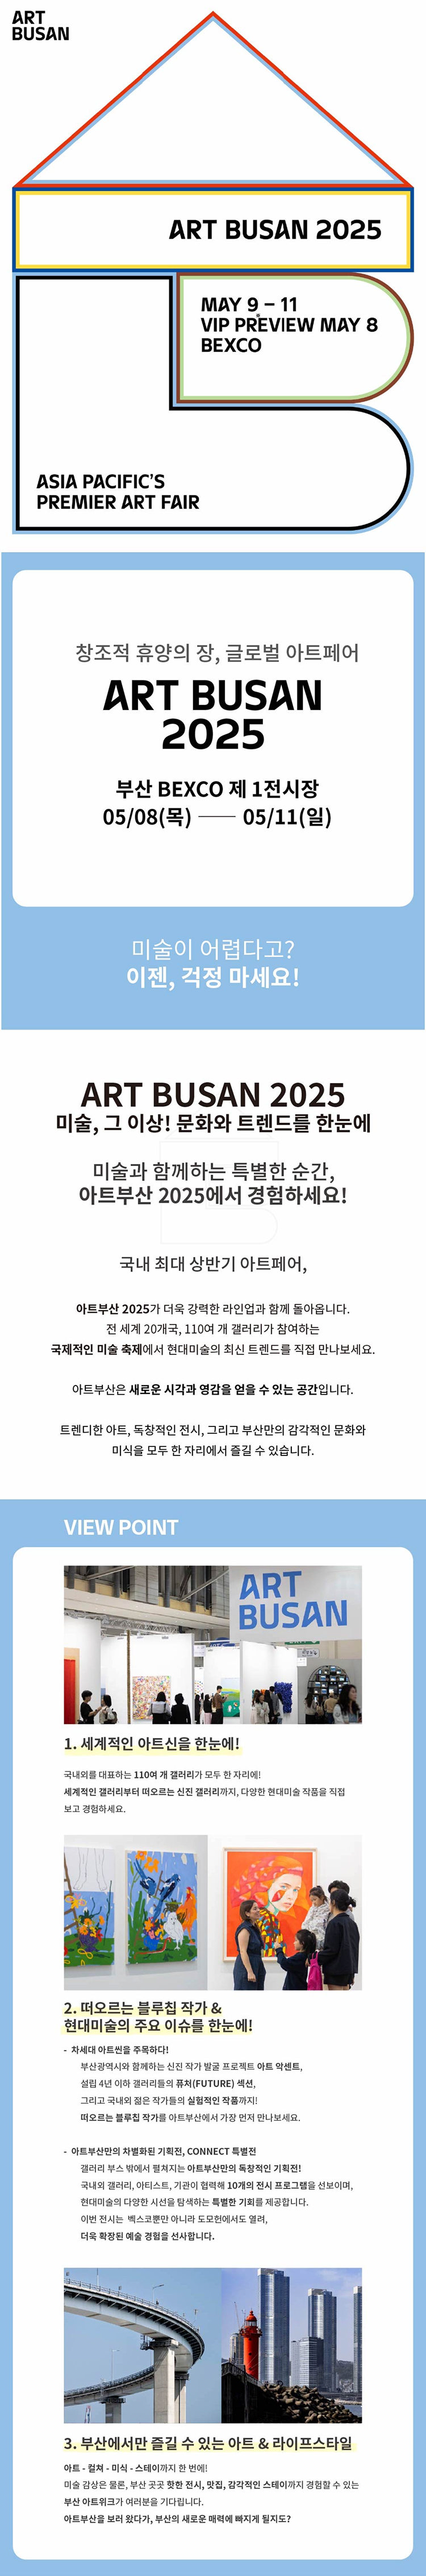 ART
BUSAN
ART BUSAN 2025
MAY 9 – 11
VIP PREVIEW MAY 8
BEXCO
ASIA PACIFIC'S
PREMIER ART FAIR
창조적 휴양의 장, 글로벌 아트페어
ART BUSAN
2025
부산 BEXCO 제 1전시장
05/08(목) —— 05/11(일)
미술이 어렵다고?
이젠, 걱정 마세요!
ART BUSAN 2025
미술, 그 이상! 문화와 트렌드를 한눈에
미술과 함께하는 특별한 순간,
아트부산 2025에서 경험하세요!
국내 최대 상반기 아트페어,
아트부산 2025가 더욱 강력한 라인업과 함께 돌아옵니다.
전 세계 20개국, 110여 개 갤러리가 참여하는
국제적인 미술 축제에서 현대미술의 최신 트렌드를 직접 만나보세요.
아트부산은 새로운 시각과 영감을 얻을 수 있는 공간입니다.
트렌디한 아트, 독창적인 전시, 그리고 부산만의 감각적인 문화와
미식을 모두 한 자리에서 즐길 수 있습니다.
VIEW POINT
ART
BUSAN
1. 세계적인 아트신을 한눈에!
국내외를 대표하는 110여 개 갤러리가 모두 한 자리에!
세계적인 갤러리부터 떠오르는 신진 갤러리까지, 다양한 현대미술 작품을 직접
보고 경험하세요.
2. 떠오르는 블루칩 작가 &
현대미술의 주요 이슈를 한눈에!
- 차세대 아트씬을 주목하다!
부산광역시와 함께하는 신진 작가 발굴 프로젝트 아트 악센트,
설립 4년 이하 갤러리들의 퓨처(FUTURE) 섹션,
그리고 국내외 젊은 작가들의 실험적인 작품까지!
떠오르는 블루칩 작가를 아트부산에서 가장 먼저 만나보세요.
- 아트부산만의 차별화된 기획전, CONNECT 특별전
갤러리 부스 밖에서 펼쳐지는 아트부산만의 독창적인 기획전!
국내외 갤러리, 아티스트, 기관이 협력해 10개의 전시 프로그램을 선보이며,
현대미술의 다양한 시선을 탐색하는 특별한 기회를 제공합니다.
이번 전시는 벡스코뿐만 아니라 도모헌에서도 열려,
더욱 확장된 예술 경험을 선사합니다.
3. 부산에서만 즐길 수 있는 아트 & 라이프스타일
아트 - 컬쳐 - 미식 - 스테이까지 한 번에!
미술 감상은 물론, 부산 곳곳 핫한 전시, 맛집, 감각적인 스테이까지 경험할 수 있는
부산 아트위크가 여러분을 기다립니다.
아트부산을 보러 왔다가, 부산의 새로운 매력에 빠지게 될지도?